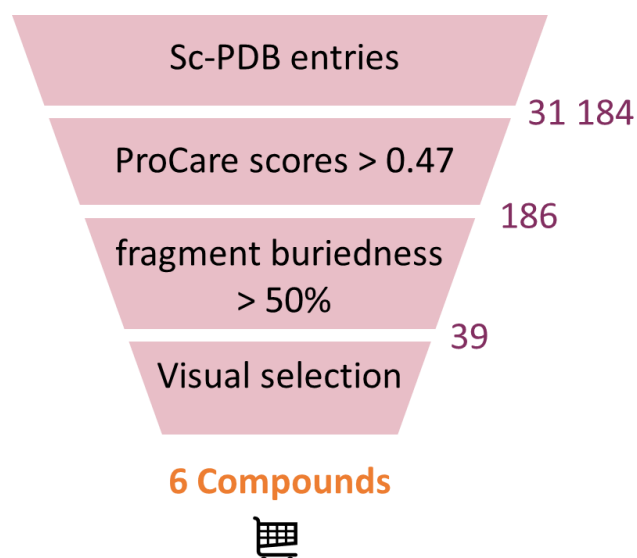 Sc-PDB entries
31 184
ProCare scores > 0.47
186
fragment buriedness
> 50%
39
Visual selection
6 Compounds